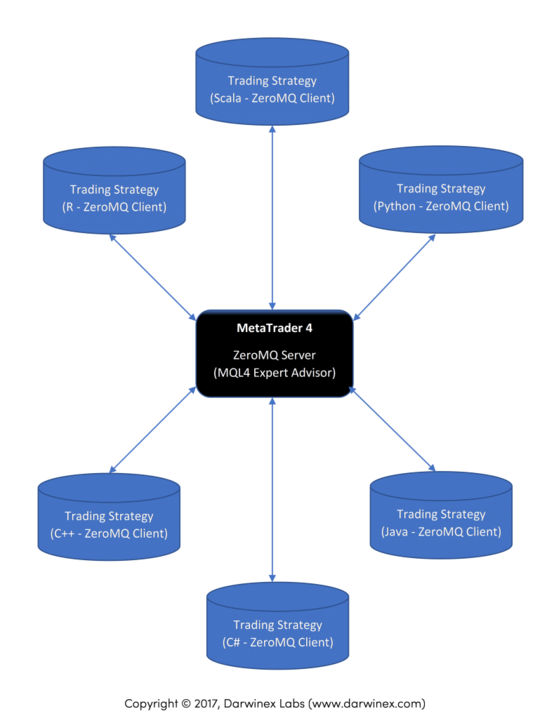 Trading Strategy
(Scala - ZeroMQ Client)
Trading Strategy
(R - ZeroMQ Client)
Trading Strategy
(Python - ZeroMQ Client)
MetaTrader 4
ZeroMQ Server
(MQL4 Expert Advisor)
Trading Strategy
(C++ - ZeroMQ Client)
Trading Strategy
(Java - ZeroMQ Client)
Trading Strategy
(C# - ZeroMQ Client)
Copyright © 2017, Darwinex Labs (www.darwinex.com)